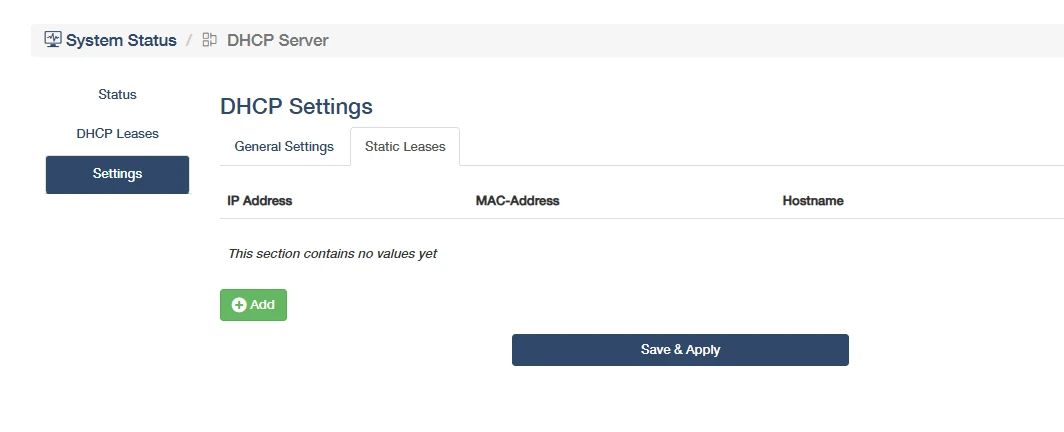 System Status / DHCP Server
Status
DHCP Leases
Settings
DHCP Settings
General Settings Static Leases
IP Address MAC-Address Hostname
This section contains no values yet
Add
Save & Apply